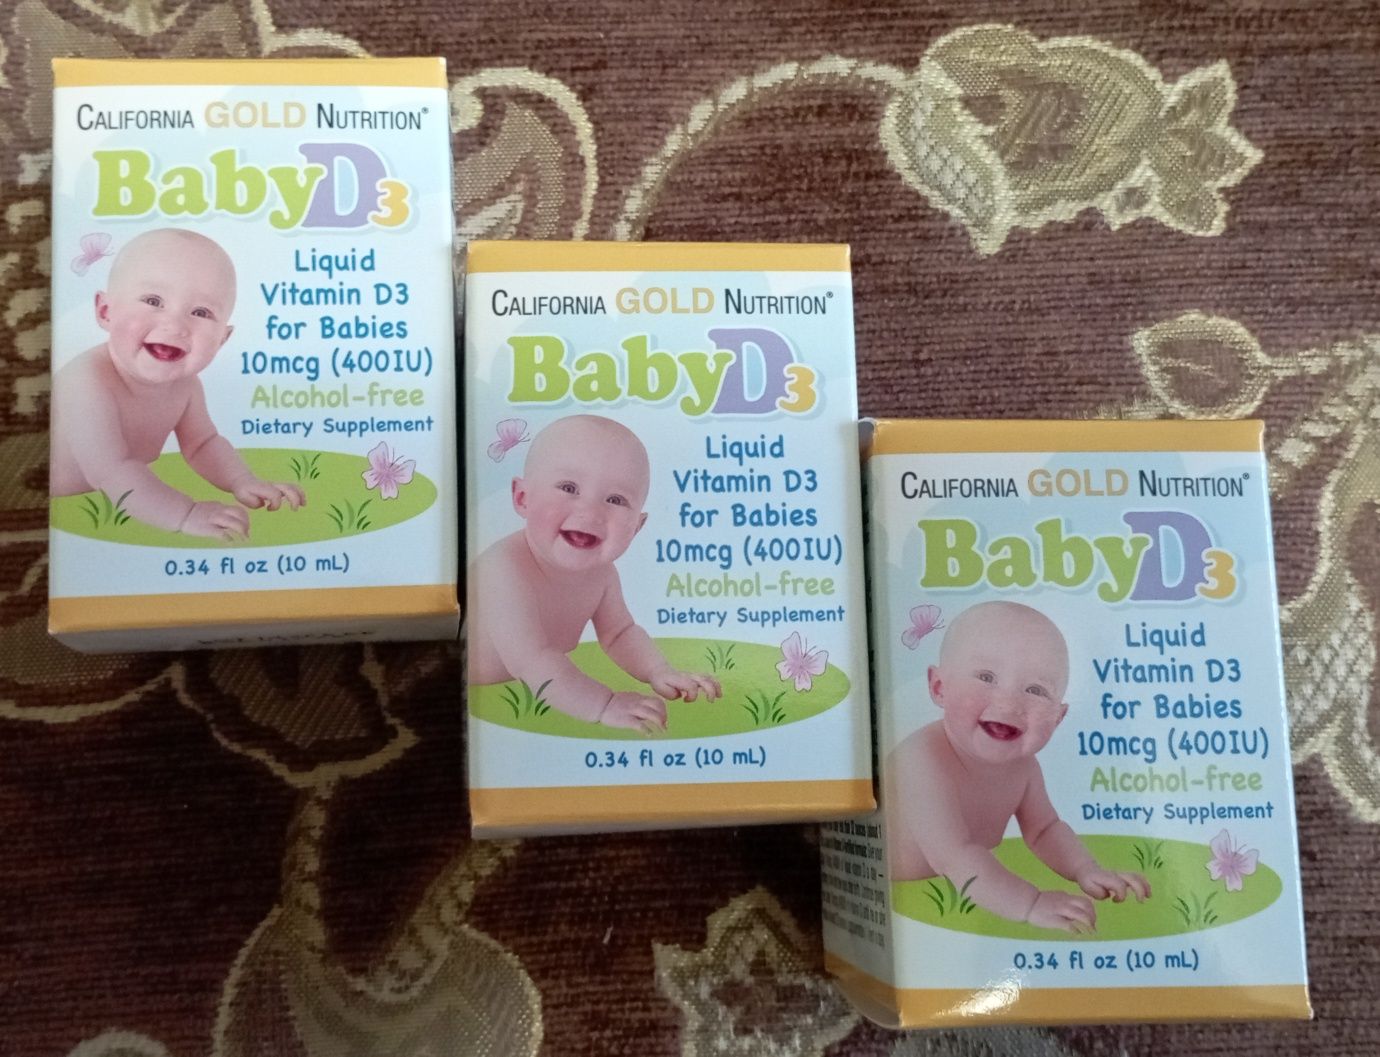 CALIFORNIA GOLD NUTRITION®
BabyD3
Liquid
Vitamin D3
for Babies
10mcg (400IU)
Alcohol-free
Dietary Supplement
0.34 fl oz (10 mL)
CALIFORNIA GOLD NUTRITION®
BabyD3
Liquid
Vitamin D3
for Babies
10mcg (400IU)
Alcohol-free
Dietary Supplement
0.34 fl oz (10 mL)
CALIFORNIA GOLD NUTRITION®
BabyD3
Liquid
Vitamin D3
for Babies
10mcg (400IU)
Alcohol-free
Dietary Supplement
0.34 fl oz (10 mL)